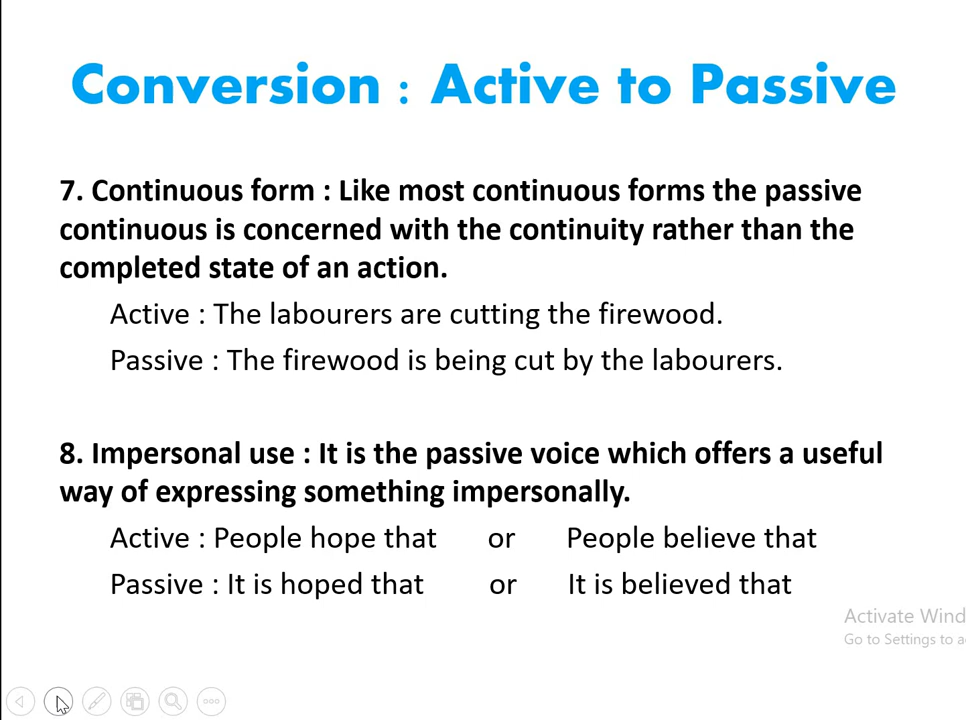 Conversion : Active to Passive
7. Continuous form : Like most continuous forms the passive
continuous is concerned with the continuity rather than the
completed state of an action.
Active : The labourers are cutting the firewood.
Passive : The firewood is being cut by the labourers.
8. Impersonal use : It is the passive voice which offers a useful
way of expressing something impersonally.
Active : People hope that or People believe that
Passive : It is hoped that or It is believed that
Activate Wind
Go to Settings to a